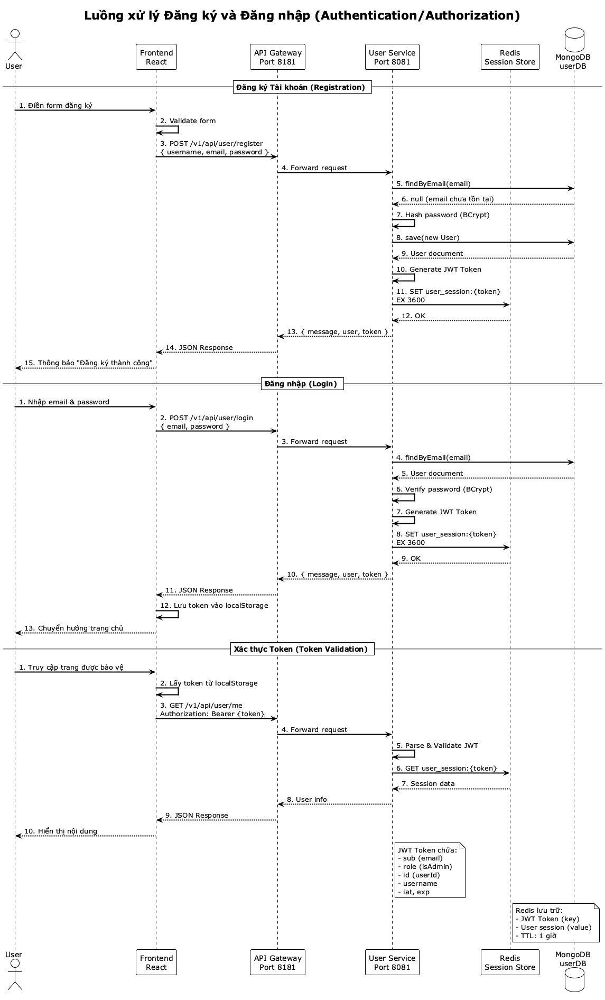 Luồng xử lý Đăng ký và Đăng nhập (Authentication/Authorization)
User
Frontend
React
API Gateway
Port 8181
User Service
Port 8081
Redis
Session Store
MongoDB
userDB
Đăng ký Tài khoản (Registration)
1. Điền form đăng ký
2. Validate form
3. POST /v1/api/user/register
{ username, email, password }
4. Forward request
5. findByEmail(email)
6. null (email chưa tồn tại)
7. Hash password (BCrypt)
8. save(new User)
9. User document
10. Generate JWT Token
11. SET user_session:{token}
EX 3600
12. OK
13. { message, user, token }
14. JSON Response
15. Thông báo "Đăng ký thành công"
Đăng nhập (Login)
1. Nhập email & password
2. POST /v1/api/user/login
{ email, password }
3. Forward request
4. findByEmail(email)
5. User document
6. Verify password (BCrypt)
7. Generate JWT Token
8. SET user_session:{token}
EX 3600
9. OK
10. { message, user, token }
11. JSON Response
12. Lưu token vào localStorage
13. Chuyển hướng trang chủ
Xác thực Token (Token Validation)
1. Truy cập trang được bảo vệ
2. Lấy token từ localStorage
3. GET /v1/api/user/me
Authorization: Bearer {token}
4. Forward request
5. Parse & Validate JWT
6. GET user_session:{token}
7. Session data
8. User info
9. JSON Response
10. Hiển thị nội dung
JWT Token chứa:
- sub (email)
- role (isAdmin)
- id (userId)
- username
- iat, exp
Redis lưu trữ:
- JWT Token (key)
- User session (value)
- TTL: 1 giờ
User
Frontend
React
API Gateway
Port 8181
User Service
Port 8081
Redis
Session Store
MongoDB
userDB